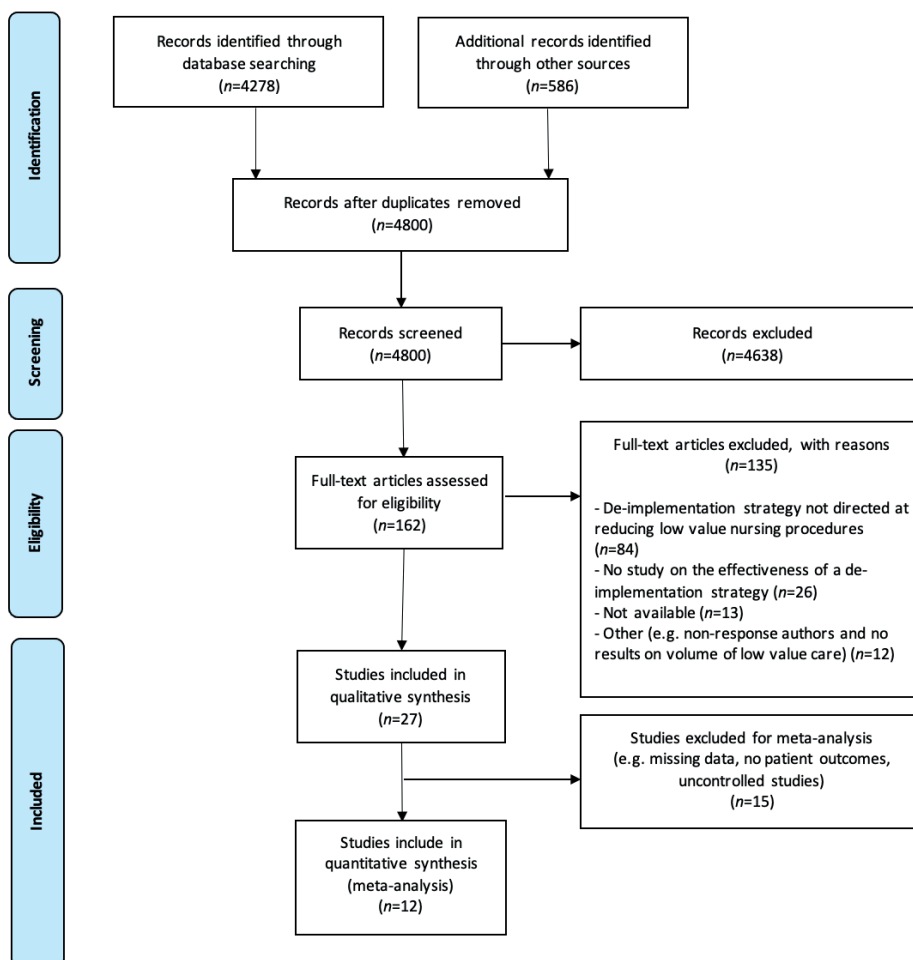 Identification
Records identified through
database searching
(n=4278)
Additional records identified
through other sources
(n=586)
Records after duplicates removed
(n=4800)
Screening
Records screened
(n=4800)
Records excluded
(n=4638)
Eligibility
Full-text articles assessed
for eligibility
(n=162)
Full-text articles excluded, with reasons
(n=135)
- De-implementation strategy not directed at
reducing low value nursing procedures
(n=84)
- No study on the effectiveness of a de-
implementation strategy (n=26)
- Not available (n=13)
- Other (e.g. non-response authors and no
results on volume of low value care) (n=12)
Included
Studies included in
qualitative synthesis
(n=27)
Studies excluded for meta-analysis
(e.g. missing data, no patient outcomes,
uncontrolled studies)
(n=15)
Studies include in
quantitative synthesis
(meta-analysis)
(n=12)